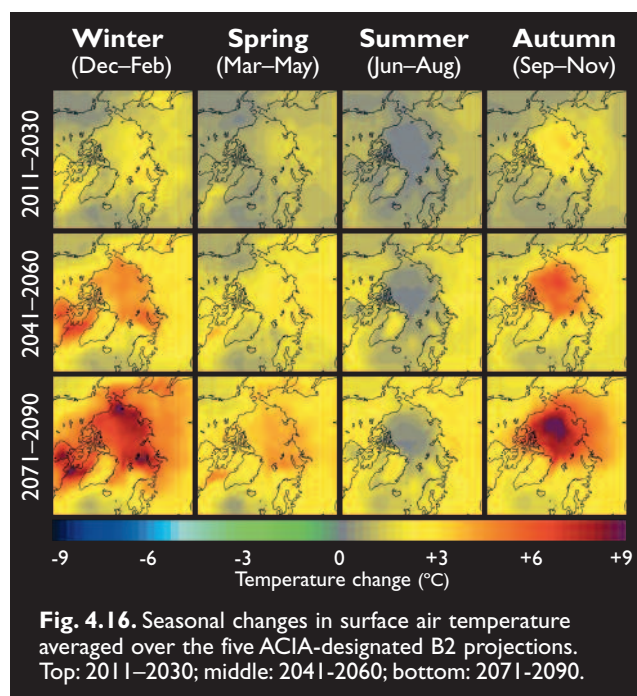 Winter Spring Summer Autumn
(Dec–Feb) (Mar–May) (Jun–Aug) (Sep–Nov)
2011–2030
2041–2060
2071–2090
-9 -6 -3 0 +3 +6 +9
Temperature change (ºC)
Fig. 4.16. Seasonal changes in surface air temperature
averaged over the five ACIA-designated B2 projections.
Top: 2011–2030; middle: 2041-2060; bottom: 2071-2090.